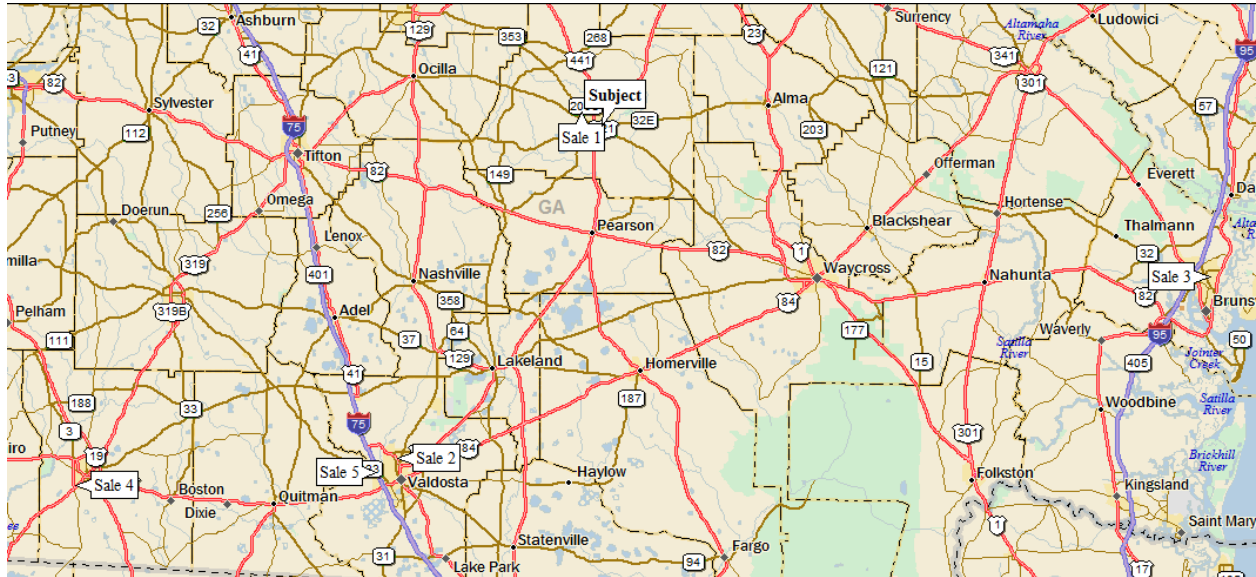 32
Ashburn
129
353
268
23
Surrency
Altamaha
River
Ludowici
95
41
441
341
82
Ocilla
121
301
Sylvester
Subject
57
Alma
Putney
112
75
32E
Sale 1
203
Tifton
82
149
Offerman
Everett
Omega
GA
Doerun
256
Hortense
Pearson
Blackshear
Thalmann
Lenox
82
1
32
319
401
Nashville
Waycross
Nahunta
Sale 3
358
84
82
319B
Pelham
Adel
64
177
Waverly
95
111
37
129
Lakeland
Homerville
15
Satilla
River
50
Jointer
Creek
41
187
405
188
33
75
Woodbine
Satilla
River
3
301
19
84
Sale 2
Sale 5
Haylow
Brickhill
River
Sale 4
Boston
Valdosta
Folkston
Kingsland
Dixie
Quitman
1
Saint Mary
Statenville
31
Fargo
94
Lake Park
17